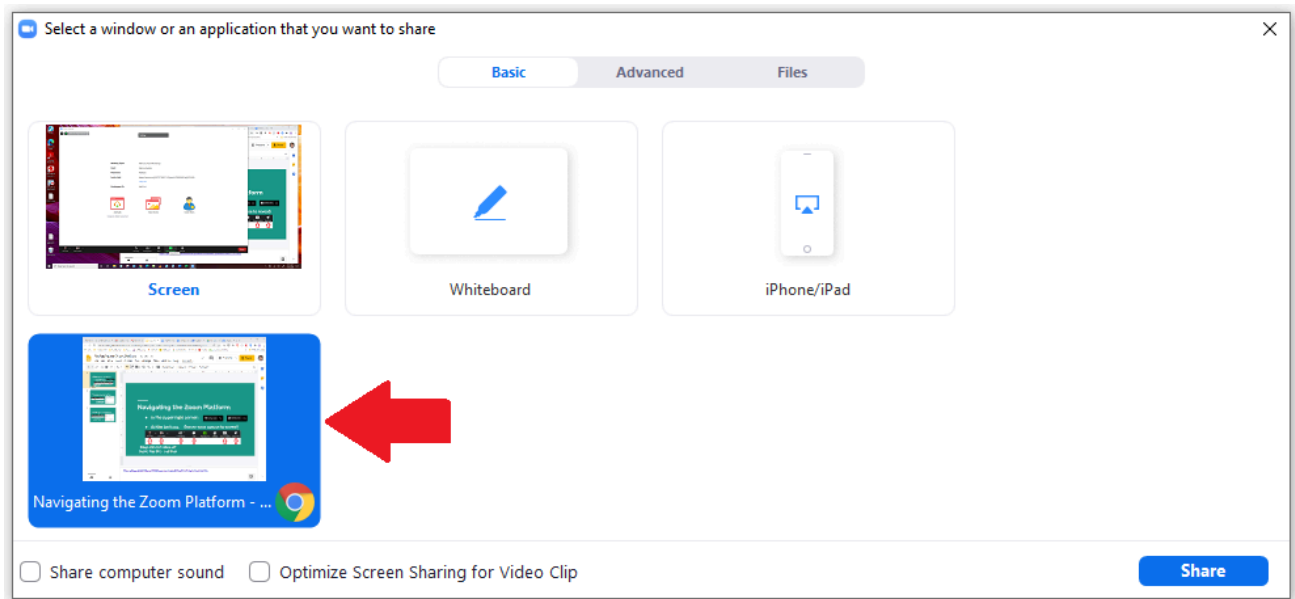 Select a window or an application that you want to share
Basic Advanced Files
Screen Whiteboard iPhone/iPad
Navigating the Zoom Platform
Navigating the Zoom Platform - ...
Share computer sound Optimize Screen Sharing for Video Clip Share